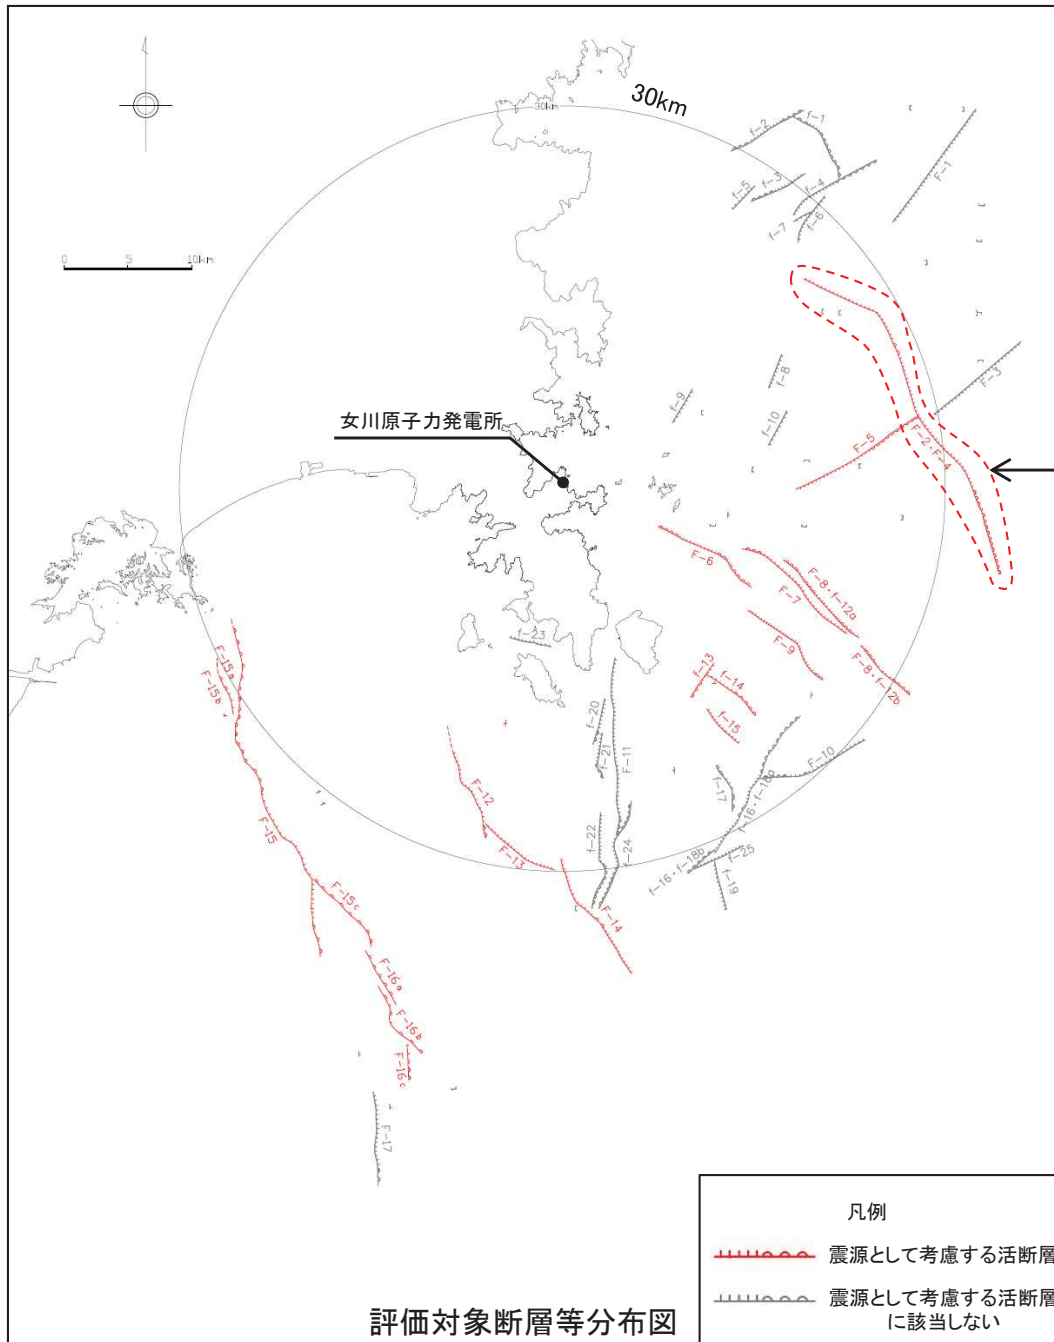 30km
30km
f-2
f-1
F-1
f-5
f-3
f-4
f-7
f-6
0 5 10km
f-8
F-3
f-9
f-10
女川原子力発電所
F-5
F-2・F-4
F-6
F-8・f-12a
F-7
f-23
F-9
F-8・f-12b
F-15a
F-15b
f-13
f-14
f-15
f-20
f-21
F-11
F-10
F-12
f-17
f-16・f-18a
F-15
F-13
f-22
f-24
f-25
f-16・f-18b
f-19
F-15c
F-14
F-16a
F-16b
F-16c
F-17
凡例
震源として考慮する活断層
震源として考慮する活断層
に該当しない
評価対象断層等分布図